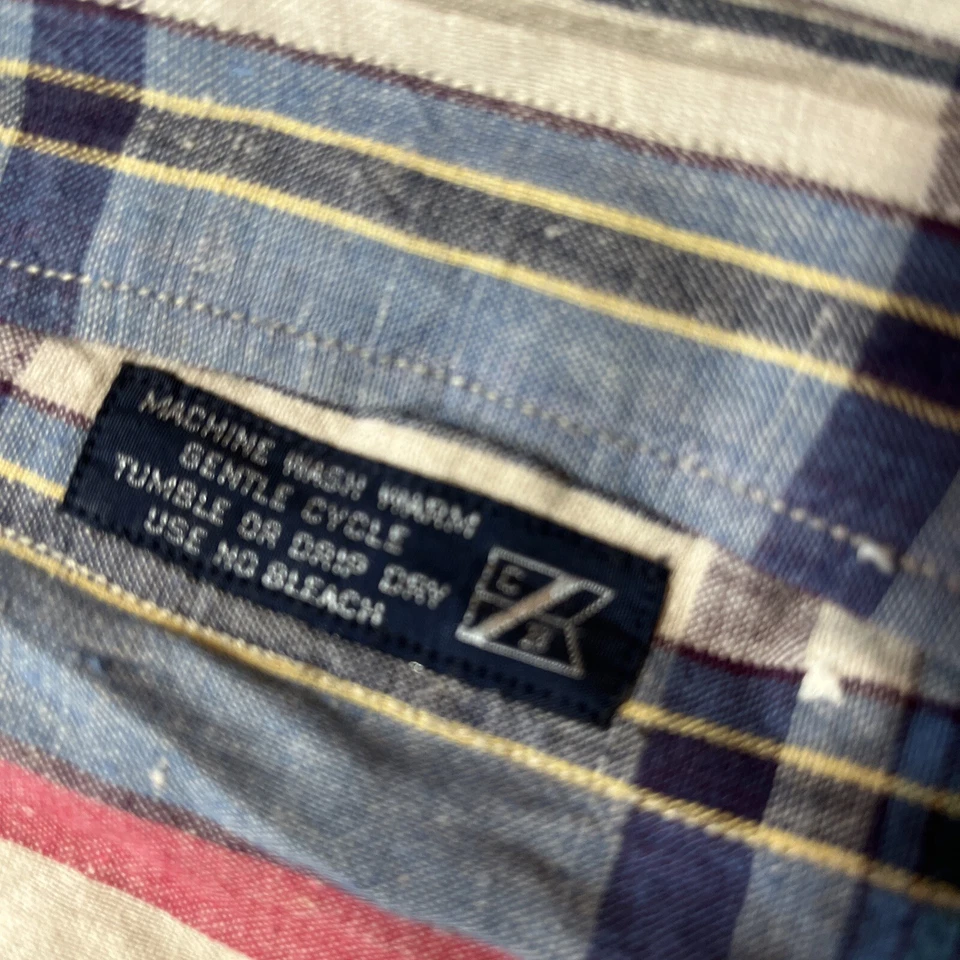 MACHINE WASH WARM
GENTLE CYCLE
TUMBLE OR DRIP DRY
USE NO BLEACH
C
B